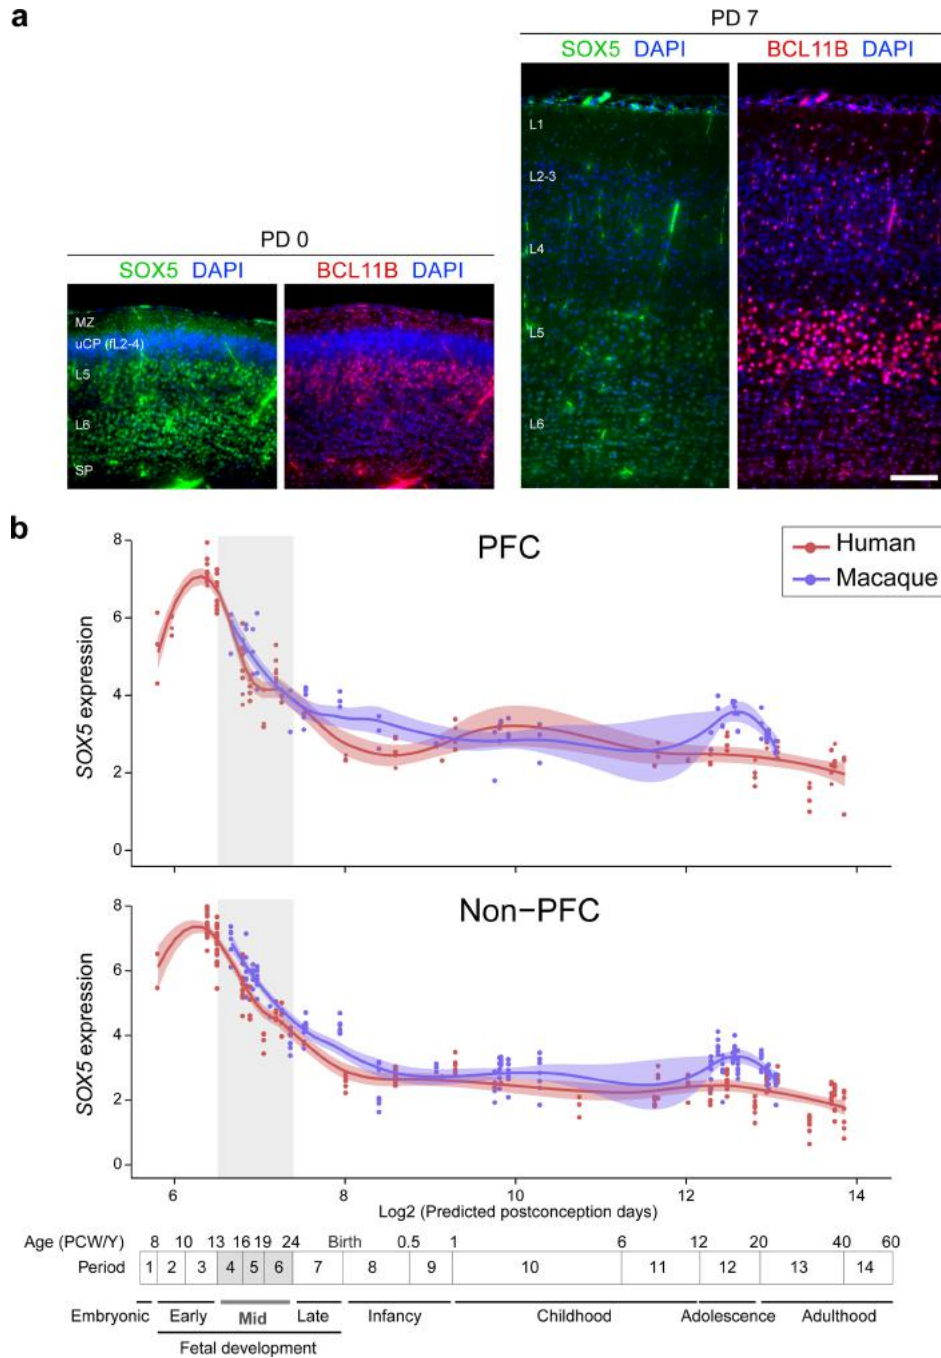 a
PD 7
SOX5 DAPI
BCL11B DAPI
L1
L2-3
L4
L5
L6
PD 0
SOX5 DAPI
BCL11B DAPI
MZ
uCP (fL2-4)
L5
L6
SP
b
PFC
Human
Macaque
SOX5 expression
8
6
4
2
0
Non-PFC
SOX5 expression
8
6
4
2
0
6 8 10 12 14
Log2 (Predicted postconception days)
Age (PCW/Y) 8 10 13 16 19 24 Birth 0.5 1 6 12 20 40 60
Period 1 2 3 4 5 6 7 8 9 10 11 12 13 14
Embryonic Early Mid Late Infancy Childhood Adolescence Adulthood
Fetal development